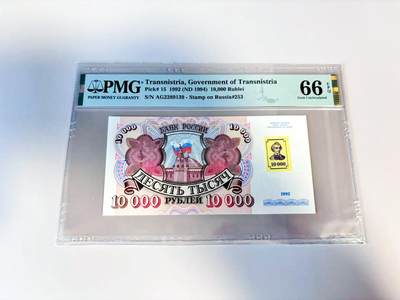 PMG
PAPER MONEY GUARANTY
Transnistria, Government of Transnistria
Pick# 15 1992 (ND 1994) 10,000 Rublei
S/N AG2289139 - Stamp on Russia#253
66 EPQ
Gem Uncirculated
10 000 БАНК РОССИИ 10 000
10 000
ДЕСЯТЬ ТЫСЯЧ
10 000 РУБЛЕЙ 10 000
1992